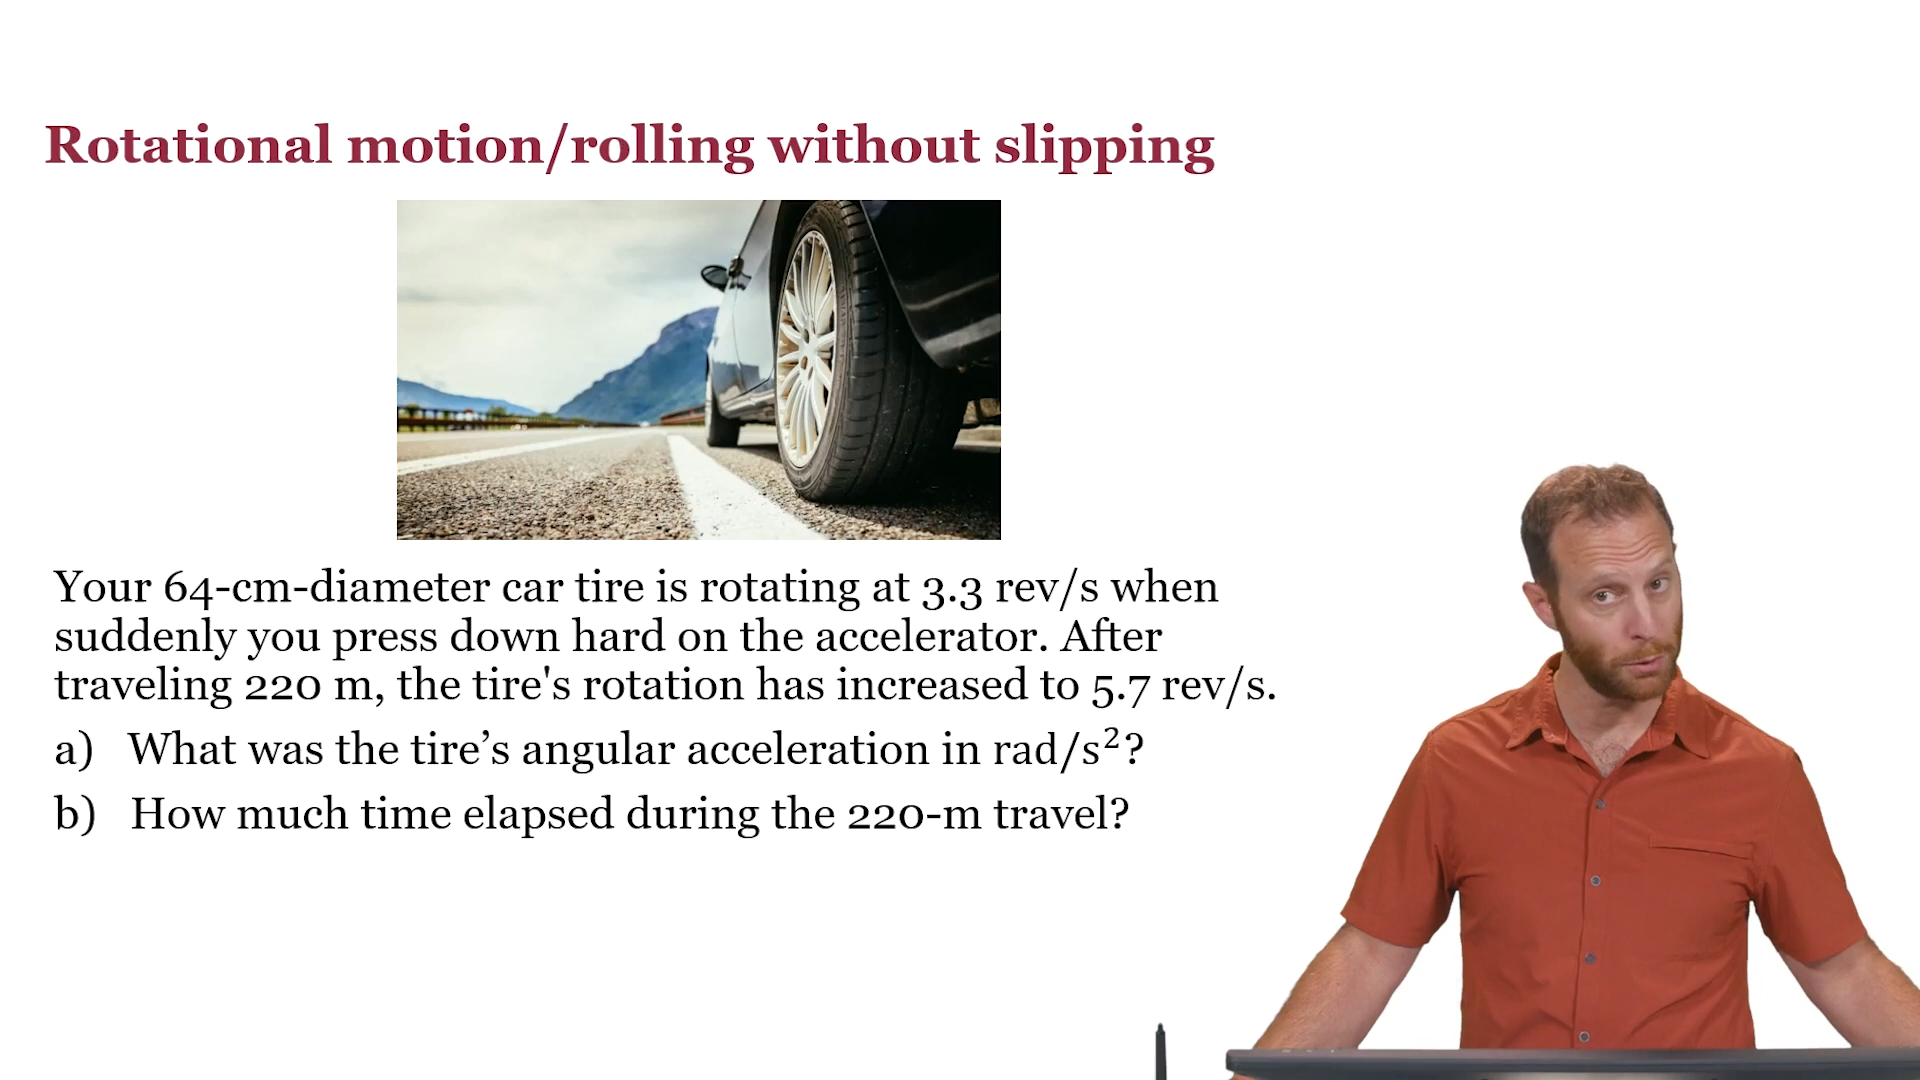 Rotational motion/rolling without slipping
Your 64-cm-diameter car tire is rotating at 3.3 rev/s when
suddenly you press down hard on the accelerator. After
traveling 220 m, the tire's rotation has increased to 5.7 rev/s.
a) What was the tire’s angular acceleration in rad/s²?
b) How much time elapsed during the 220-m travel?